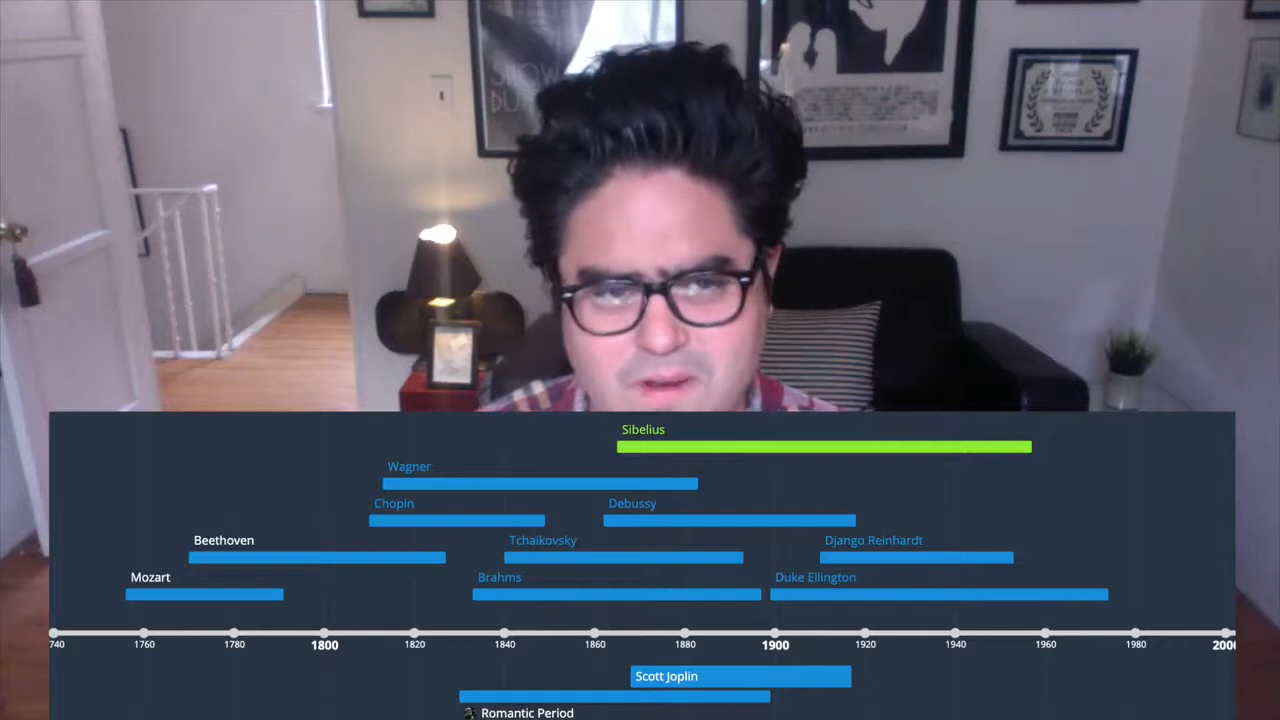 SNOW
Sibelius
Wagner
Chopin Debussy
Beethoven Tchaikovsky Django Reinhardt
Mozart Brahms Duke Ellington
740 1760 1780 1800 1820 1840 1860 1880 1900 1920 1940 1960 1980 2000
Scott Joplin
Romantic Period